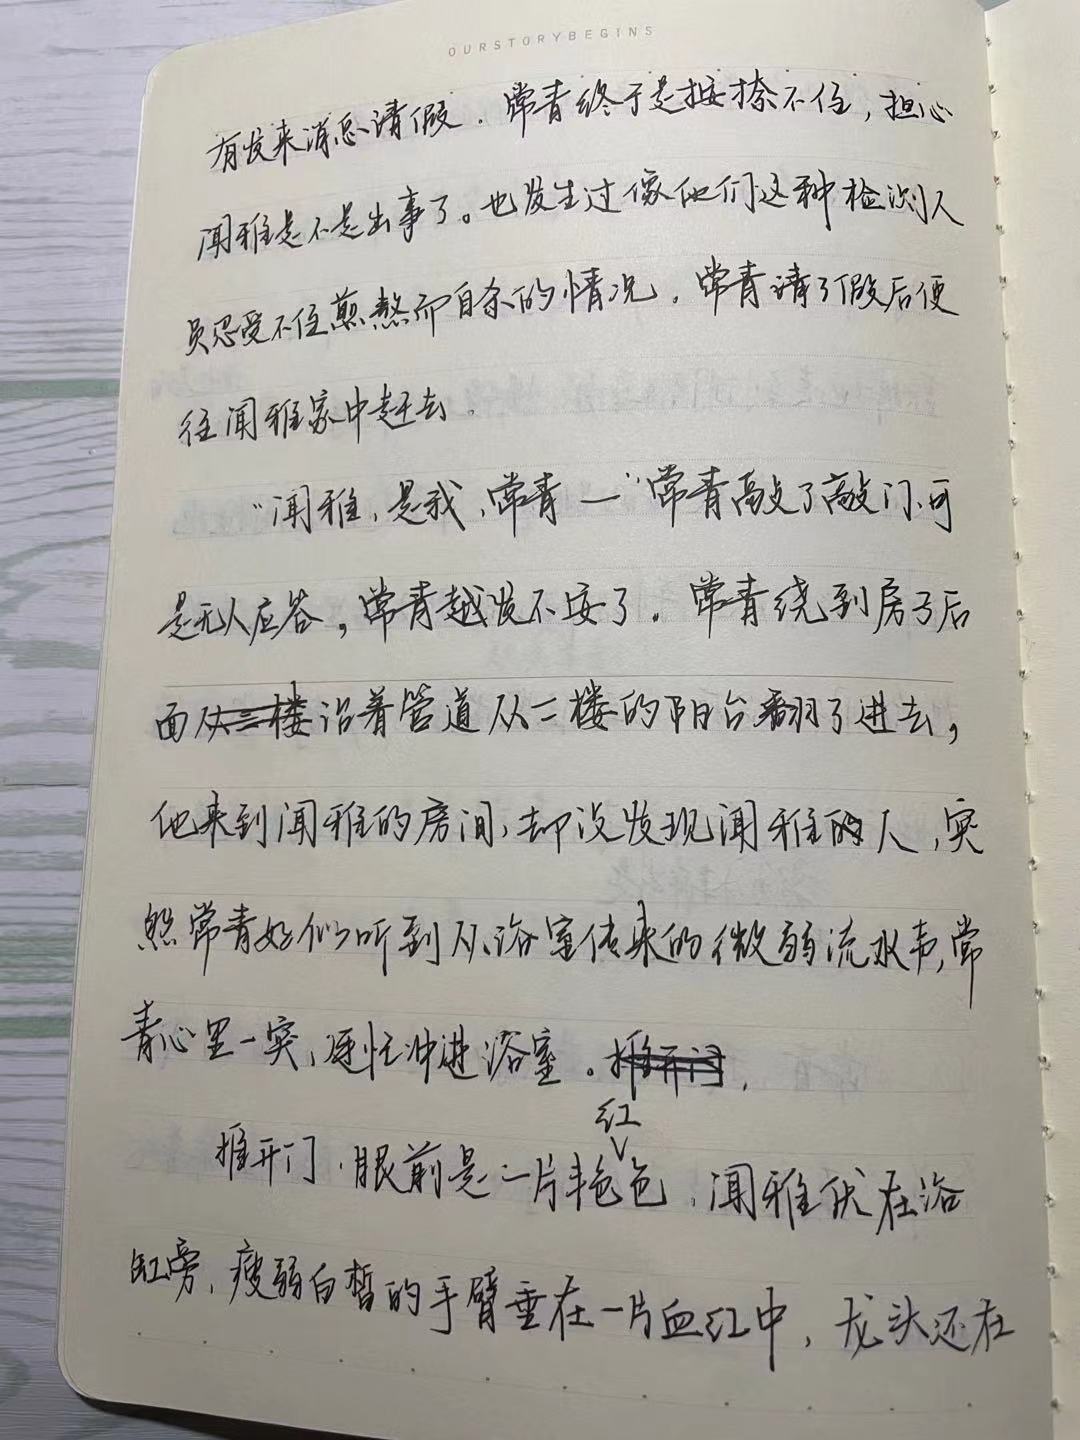 OURSTORYBEGINS
有发来消息请假．常青终于是按捺不住，担心
闻雅是不是出事了。也发生过像他们这种检测人
员忍受不住煎熬而自杀的情况。常青请了假后便
往闻雅家中赶去．
“闻雅，是我，常青—”常青敲了敲门，可
是无人应答，常青越发不安了。常青绕到房子后
面从二楼沿着管道从二楼的阳台翻了进去，
他来到闻雅的房间，却没发现闻雅的人，突
然常青好似听到从浴室传来的微弱流水声，常
青心里一突，连忙冲进浴室。推开门．
推开门，眼前是一片艳红色，闻雅伏在浴
缸旁，瘦弱白皙的手臂垂在一片血红中，龙头还在